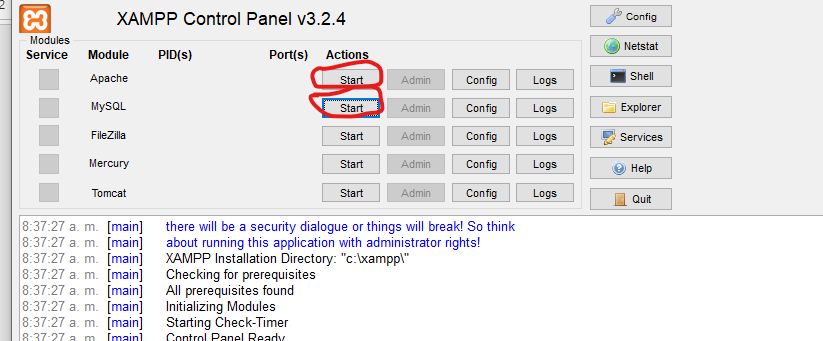 2
XAMPP Control Panel v3.2.4
Config
Modules
Service Module PID(s) Port(s) Actions
Netstat
Apache Start Admin Config Logs
Shell
MySQL Start Admin Config Logs
Explorer
FileZilla Start Admin Config Logs
Services
Mercury Start Admin Config Logs
Help
Tomcat Start Admin Config Logs
Quit
8:37:27 a. m. [main] there will be a security dialogue or things will break! So think
8:37:27 a. m. [main] about running this application with administrator rights!
8:37:27 a. m. [main] XAMPP Installation Directory: "c:\xampp\"
8:37:27 a. m. [main] Checking for prerequisites
8:37:27 a. m. [main] All prerequisites found
8:37:27 a. m. [main] Initializing Modules
8:37:27 a. m. [main] Starting Check-Timer
8:37:27 a. m. [main] Control Panel Ready